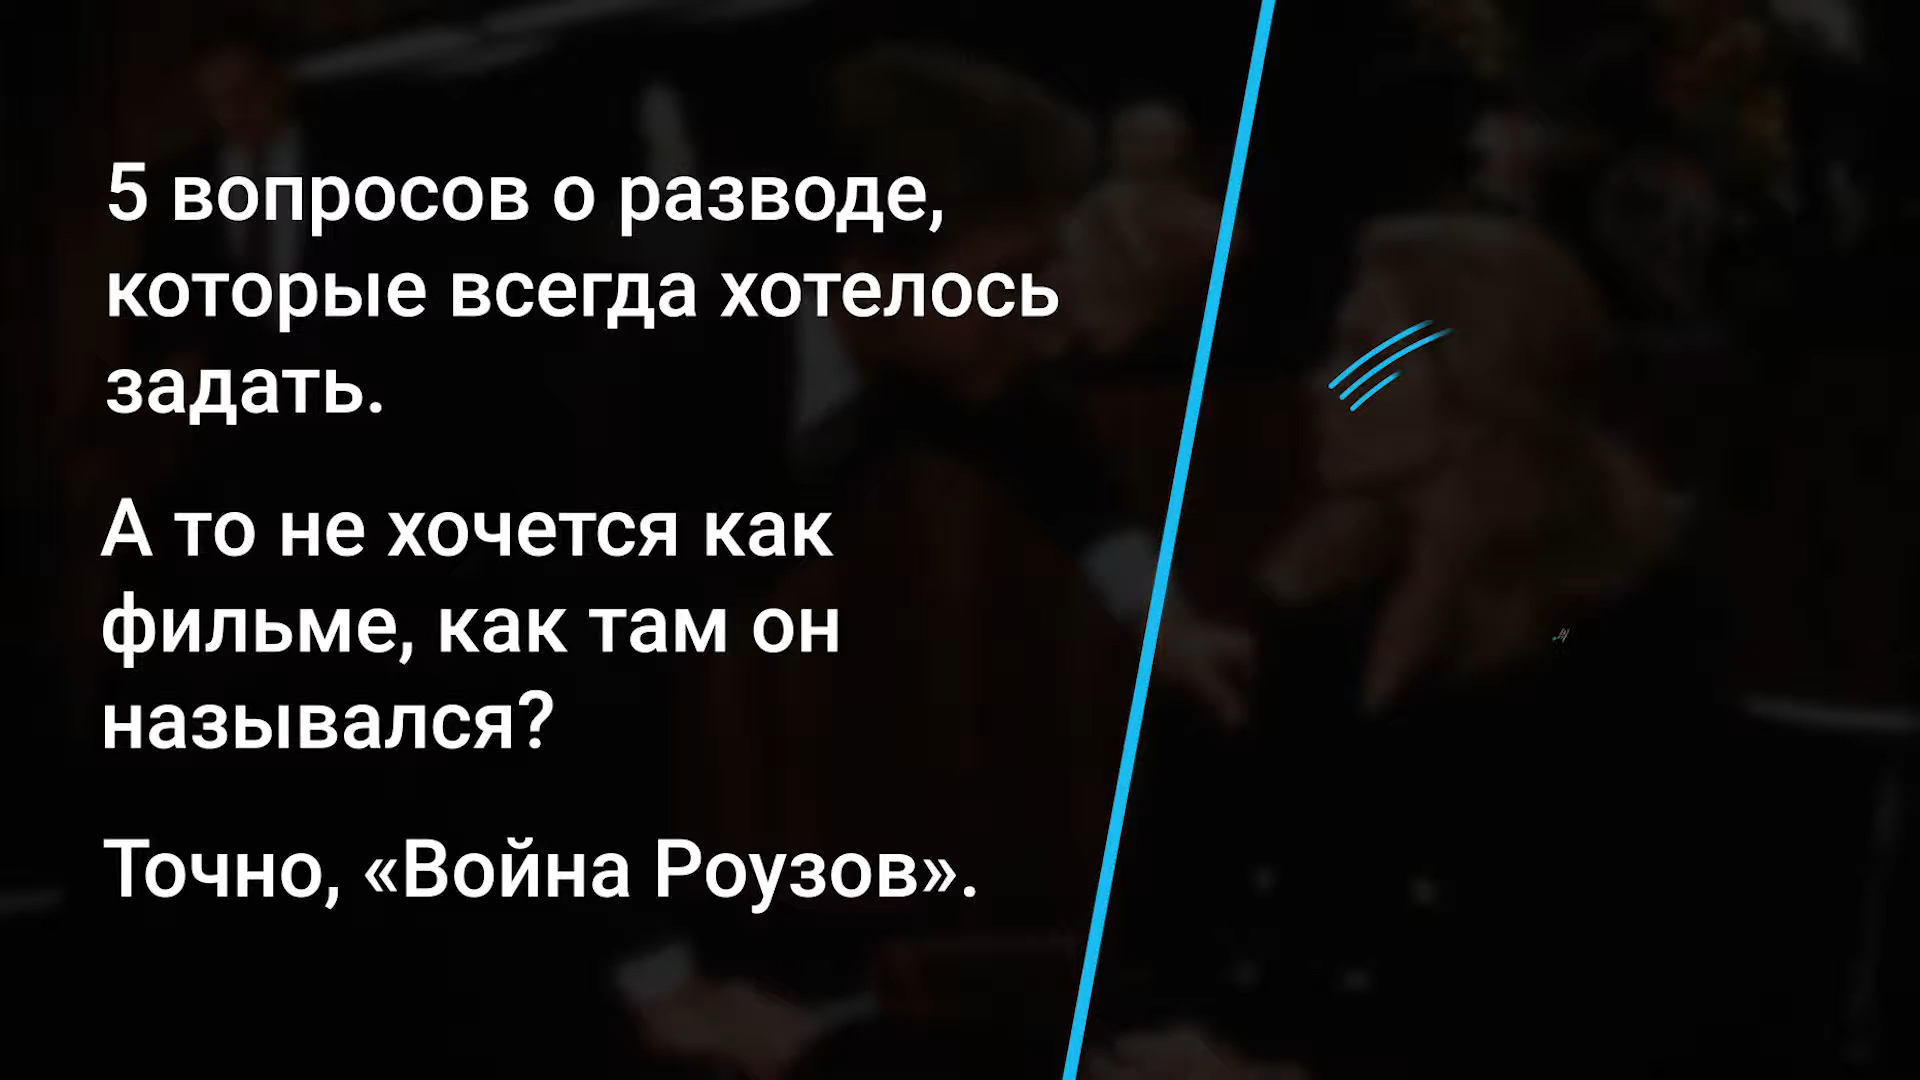 5 вопросов о разводе,
которые всегда хотелось
задать.
А то не хочется как
фильме, как там он
назывался?
Точно, «Война Роузов».